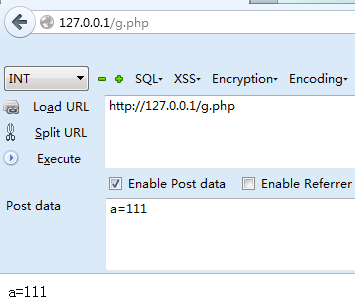 127.0.0.1/g.php
INT SQL XSS Encryption Encoding
Load URL
http://127.0.0.1/g.php
Split URL
Execute
Enable Post data Enable Referrer
Post data
a=111
a=111